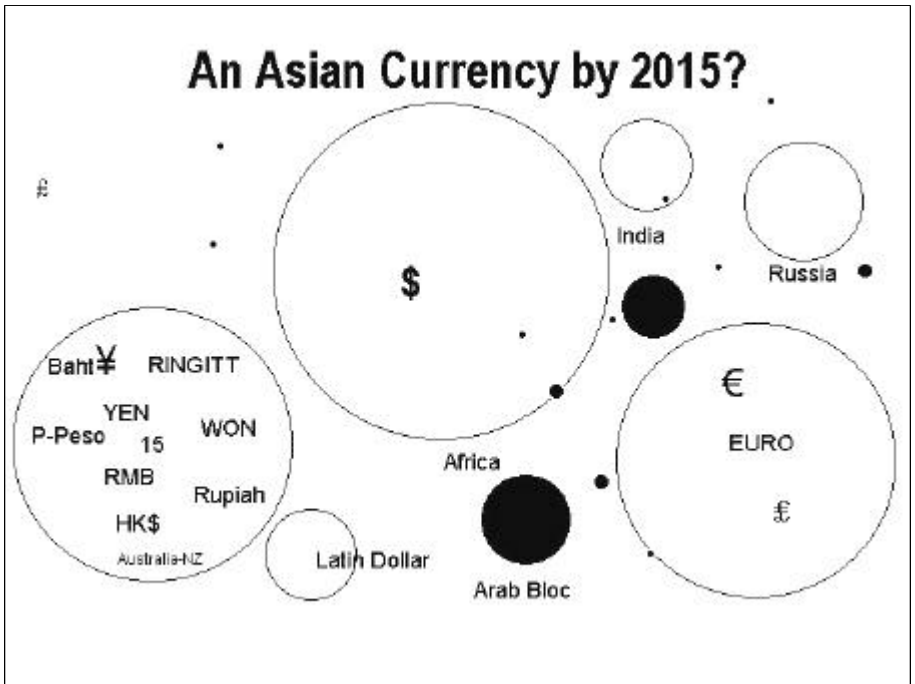 An Asian Currency by 2015?
£
India
Russia
$
Baht ¥ RINGITT
€
YEN
P-Peso 15 WON
EURO
Africa
RMB
Rupiah
£
HK$
Australia-NZ
Latin Dollar
Arab Bloc